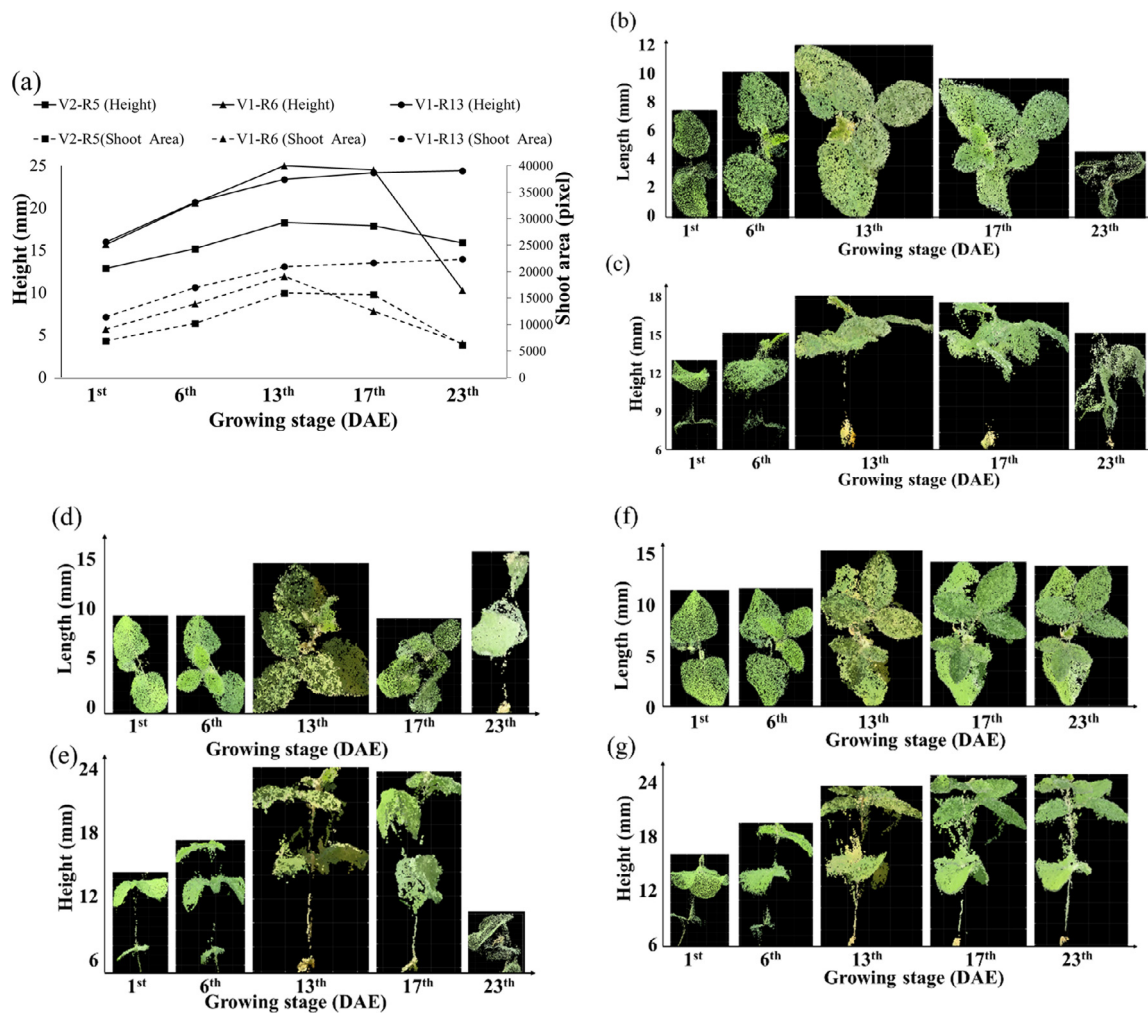 (a)
V2-R5 (Height) V1-R6 (Height) V1-R13 (Height)
V2-R5(Shoot Area) V1-R6 (Shoot Area) V1-R13 (Shoot Area)
Height (mm)
25
20
15
10
5
0
Shoot area (pixel)
40000
35000
30000
25000
20000
15000
10000
5000
0
1st 6th 13th 17th 23th
Growing stage (DAE)
(b)
Length (mm)
12
10
8
6
4
2
0
1st 6th 13th 17th 23th
Growing stage (DAE)
(c)
Height (mm)
18
15
12
9
6
1st 6th 13th 17th 23th
Growing stage (DAE)
(d)
Length (mm)
15
10
5
0
1st 6th 13th 17th 23th
Growing stage (DAE)
(e)
Height (mm)
24
18
12
6
1st 6th 13th 17th 23th
Growing stage (DAE)
(f)
Length (mm)
15
10
5
0
1st 6th 13th 17th 23th
Growing stage (DAE)
(g)
Height (mm)
24
18
12
6
1st 6th 13th 17th 23th
Growing stage (DAE)